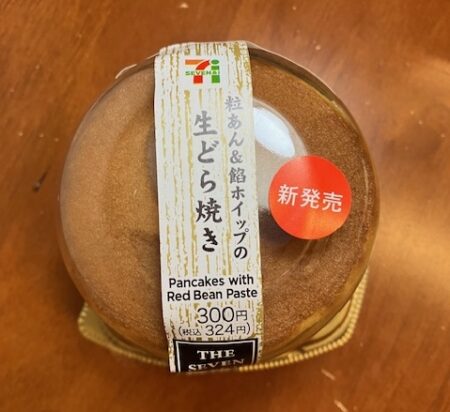 SEVEN&i
粒あん&餡ホイップの
生どら焼き
新発売
Pancakes with
Red Bean Paste
300円
(税込 324円)
THE
SEVEN